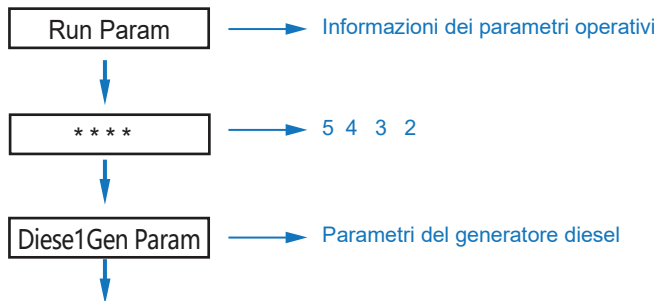 Run Param
Informazioni dei parametri operativi
* * * *
5 4 3 2
Diese1Gen Param
Parametri del generatore diesel